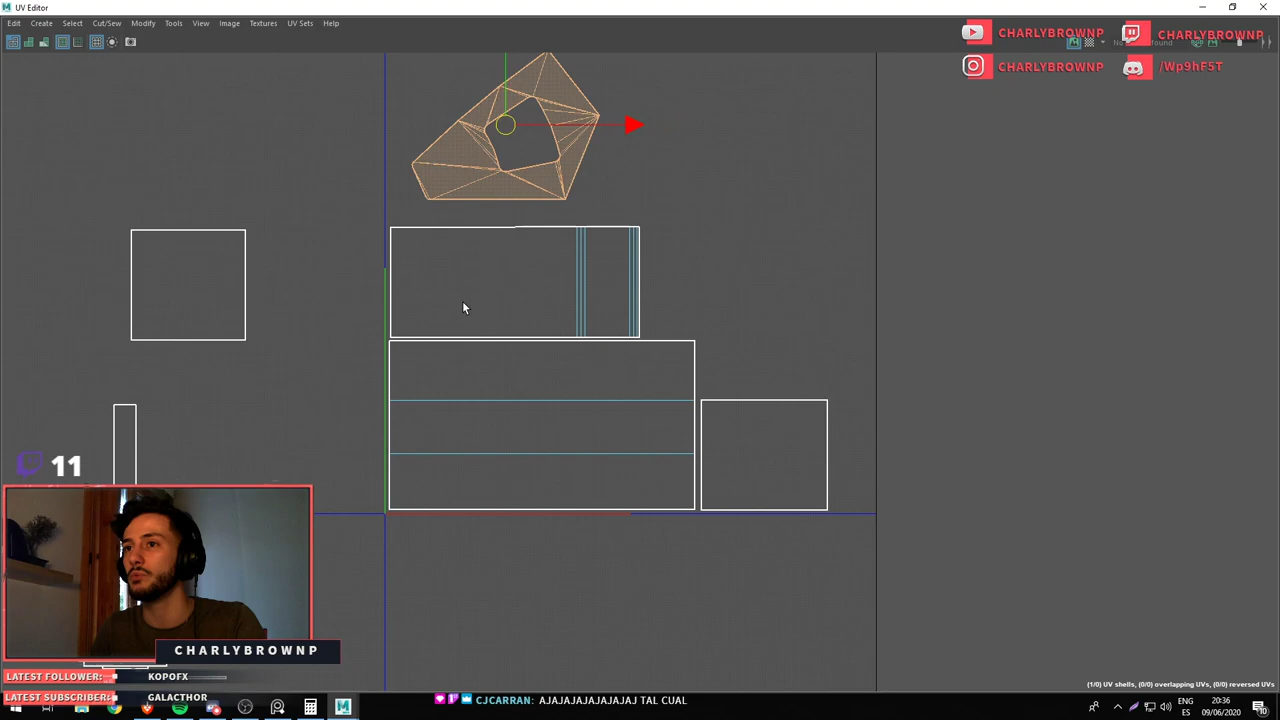 UV Editor
Edit Create Select Cut/Sew Modify Tools View Image Textures UV Sets Help
CHARLYBROWNP CHARLYBROWNP
CHARLYBROWNP /Wp9hF5T
11
CHARLYBROWNP
LATEST FOLLOWER: KOPOFX
LATEST SUBSCRIBER: GALACTHOR
CJCARRAN: AJAJAJAJAJAJAJ TAL CUAL
(1/0) UV shells, (0/0) overlapping UVs, (0/0) reversed UVs
ENG
ES
20:36
09/06/2020
10